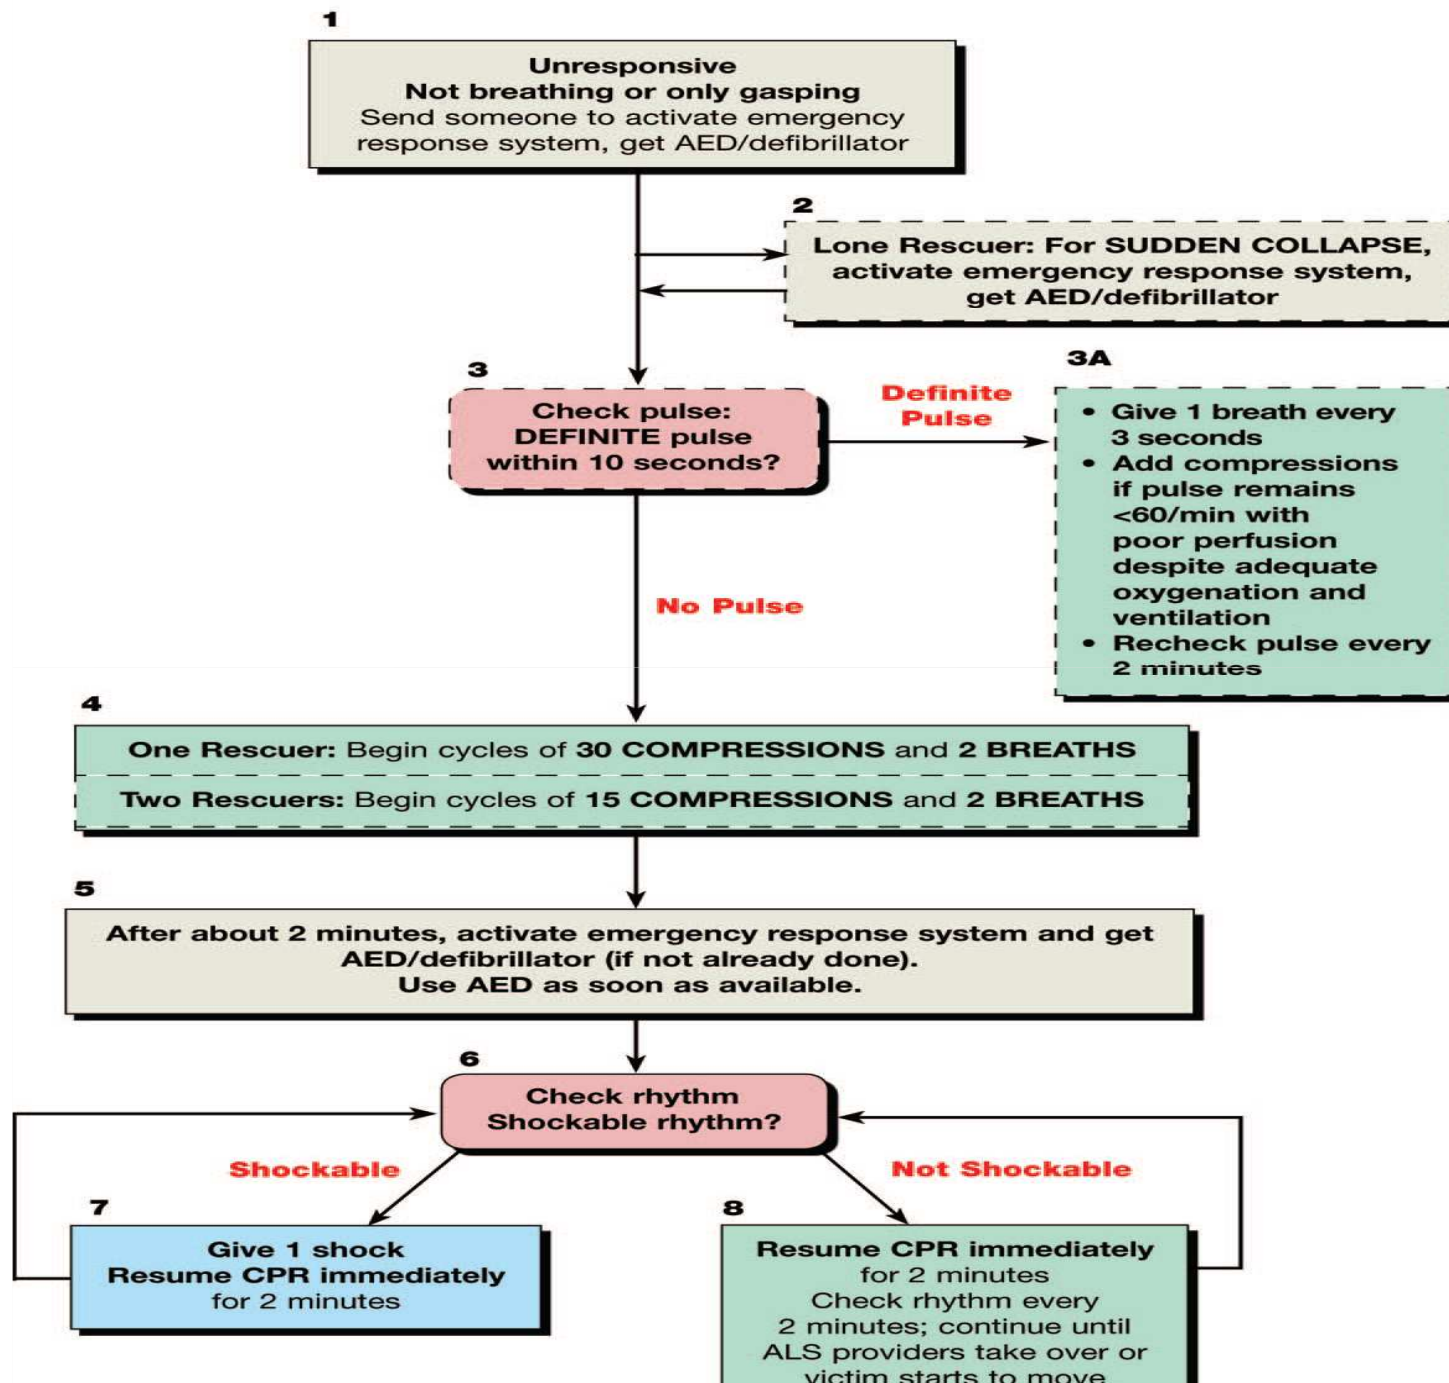 1
Unresponsive
Not breathing or only gasping
Send someone to activate emergency
response system, get AED/defibrillator
2
Lone Rescuer: For SUDDEN COLLAPSE,
activate emergency response system,
get AED/defibrillator
3
Check pulse:
DEFINITE pulse
within 10 seconds?
Definite
Pulse
3A
• Give 1 breath every
3 seconds
• Add compressions
if pulse remains
<60/min with
poor perfusion
despite adequate
oxygenation and
ventilation
• Recheck pulse every
2 minutes
No Pulse
4
One Rescuer: Begin cycles of 30 COMPRESSIONS and 2 BREATHS
Two Rescuers: Begin cycles of 15 COMPRESSIONS and 2 BREATHS
5
After about 2 minutes, activate emergency response system and get
AED/defibrillator (if not already done).
Use AED as soon as available.
6
Check rhythm
Shockable rhythm?
Shockable
Not Shockable
7
Give 1 shock
Resume CPR immediately
for 2 minutes
8
Resume CPR immediately
for 2 minutes
Check rhythm every
2 minutes; continue until
ALS providers take over or
victim starts to move